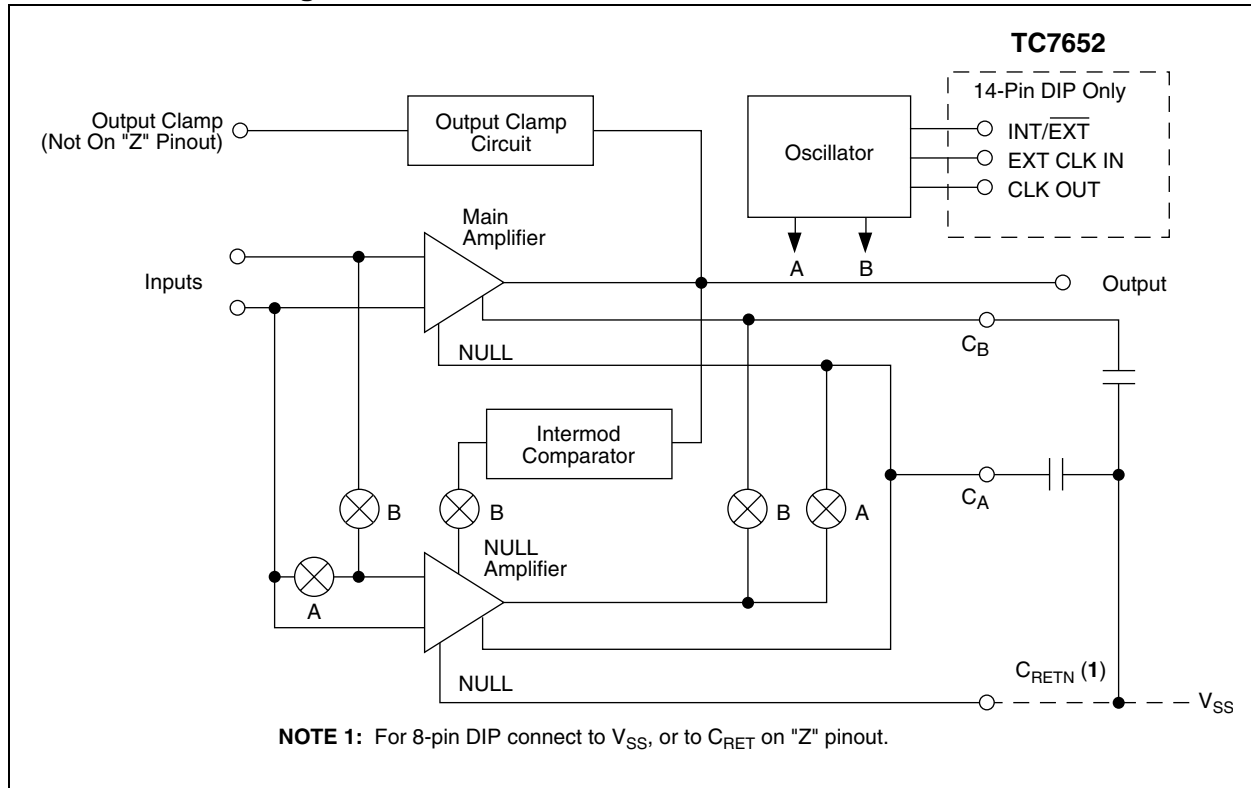 TC7652
14-Pin DIP Only
Output Clamp
(Not On "Z" Pinout)
Output Clamp
Circuit
Oscillator
INT/EXT
EXT CLK IN
CLK OUT
Main
Amplifier
A
B
Inputs
Output
CB
NULL
Intermod
Comparator
CA
B
B
B
A
NULL
Amplifier
A
CRETN (1)
NULL
VSS
NOTE 1: For 8-pin DIP connect to VSS, or to CRET on "Z" pinout.